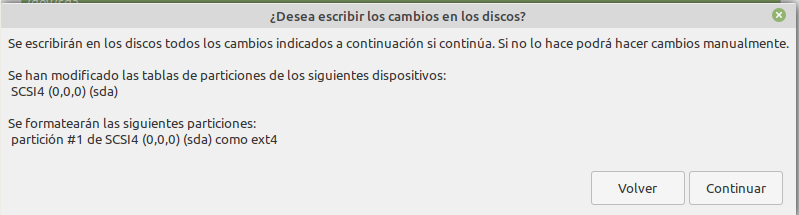 ¿Desea escribir los cambios en los discos?
Se escribirán en los discos todos los cambios indicados a continuación si continúa. Si no lo hace podrá hacer cambios manualmente.
Se han modificado las tablas de particiones de los siguientes dispositivos:
SCSI4 (0,0,0) (sda)
Se formatearán las siguientes particiones:
partición #1 de SCSI4 (0,0,0) (sda) como ext4
Volver
Continuar